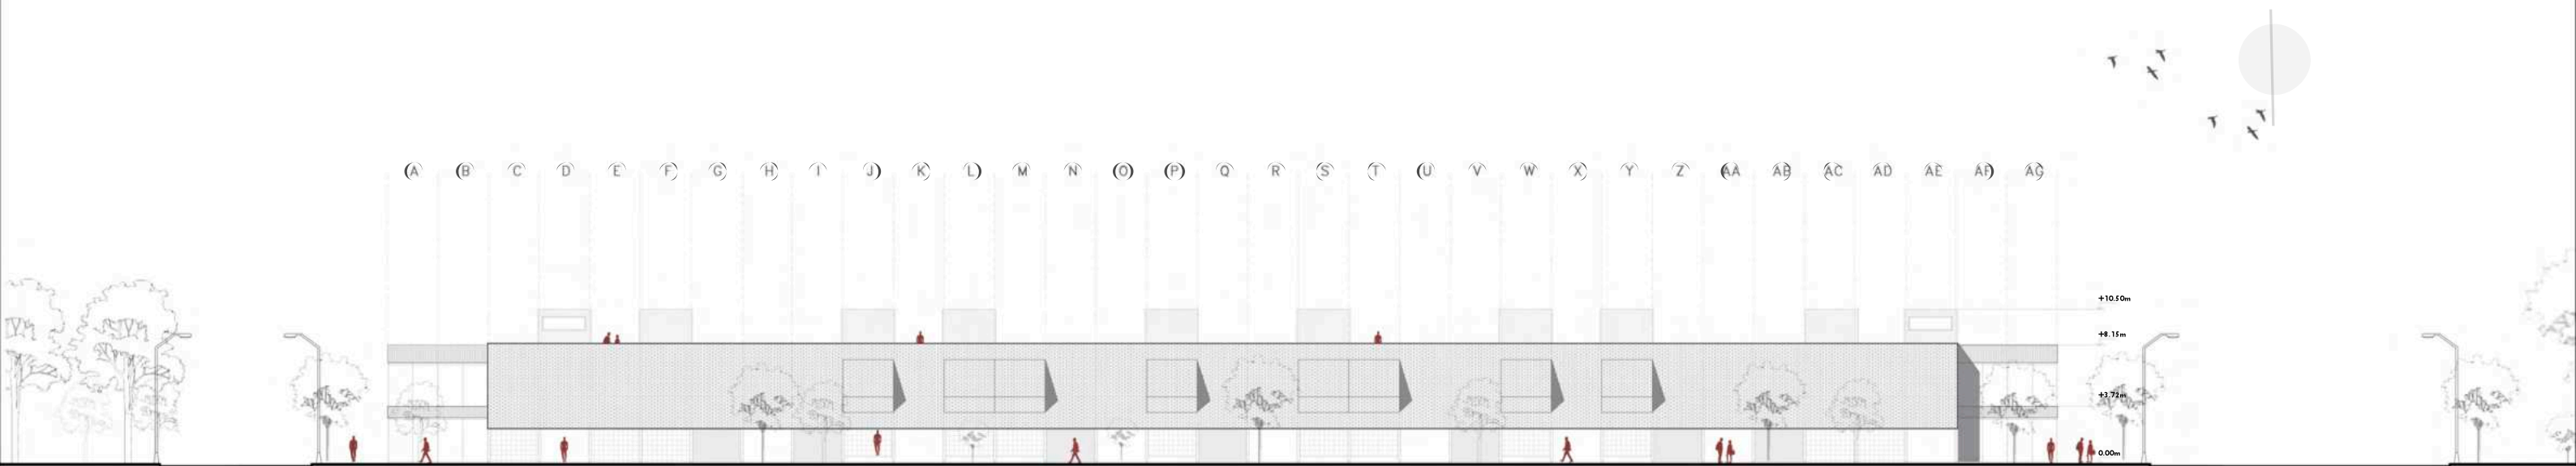 A B C D E F G H I J K L M N O P Q R S T U V W X Y Z AA AB AC AD AE AF AG
+10.50m
+8.15m
+3.72m
0.00m